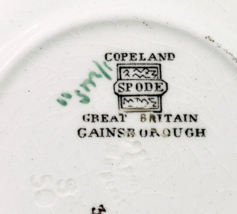 COPELAND
SPODE
GREAT BRITAIN
GAINSBOROUGH